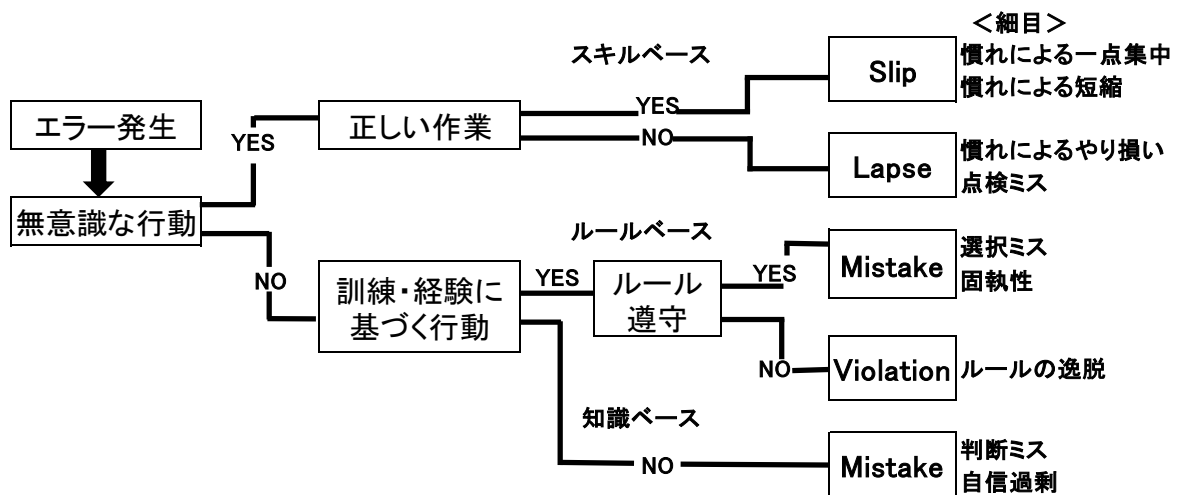 ＜細目＞
スキルベース
Slip
慣れによる一点集中
慣れによる短縮
エラー発生
YES
正しい作業
YES
NO
Lapse
慣れによるやり損い
点検ミス
無意識な行動
ルールベース
NO
訓練・経験に
基づく行動
YES
ルール
遵守
YES
Mistake
選択ミス
固執性
NO
Violation
ルールの逸脱
知識ベース
NO
Mistake
判断ミス
自信過剰